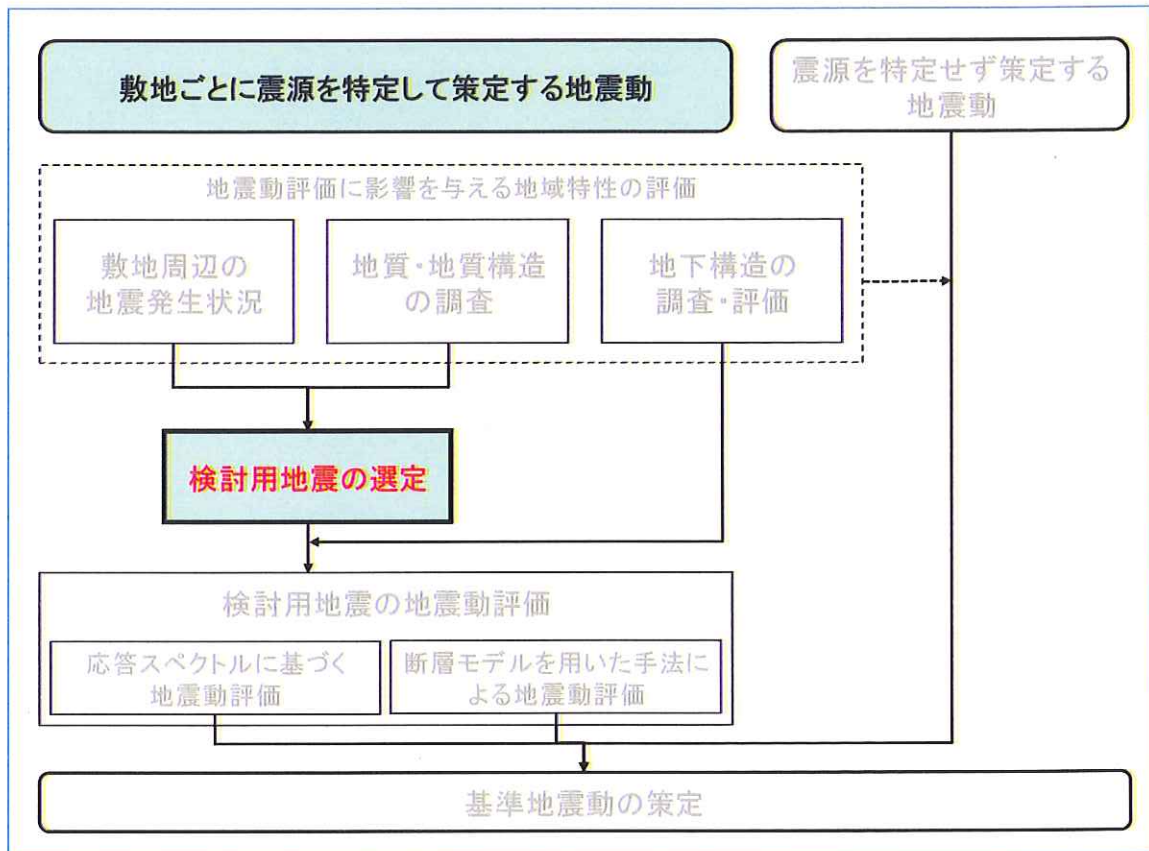 敷地ごとに震源を特定して策定する地震動
震源を特定せず策定する
地震動
地震動評価に影響を与える地域特性の評価
敷地周辺の
地震発生状況
地質・地質構造
の調査
地下構造の
調査・評価
検討用地震の選定
検討用地震の地震動評価
応答スペクトルに基づく
地震動評価
断層モデルを用いた手法に
よる地震動評価
基準地震動の策定